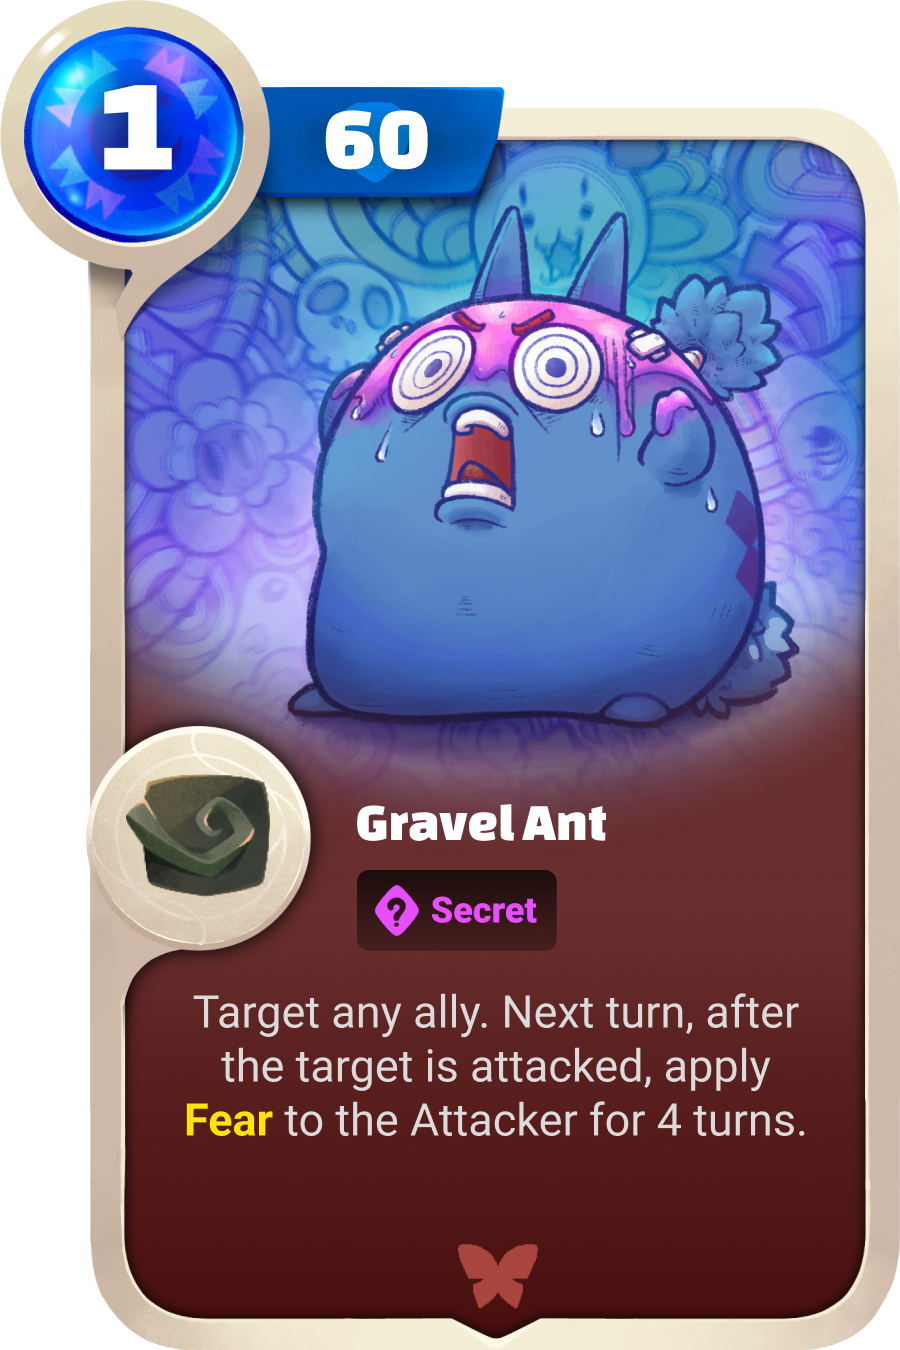 1
60
Gravel Ant
? Secret
Target any ally. Next turn, after
the target is attacked, apply
Fear to the Attacker for 4 turns.